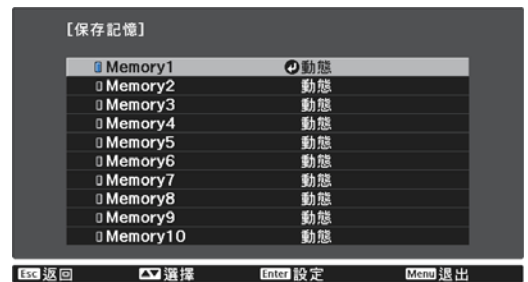 [保存記憶]
Memory1 動態
Memory2 動態
Memory3 動態
Memory4 動態
Memory5 動態
Memory6 動態
Memory7 動態
Memory8 動態
Memory9 動態
Memory10 動態
Esc 返回 選擇 Enter 設定 Menu 退出